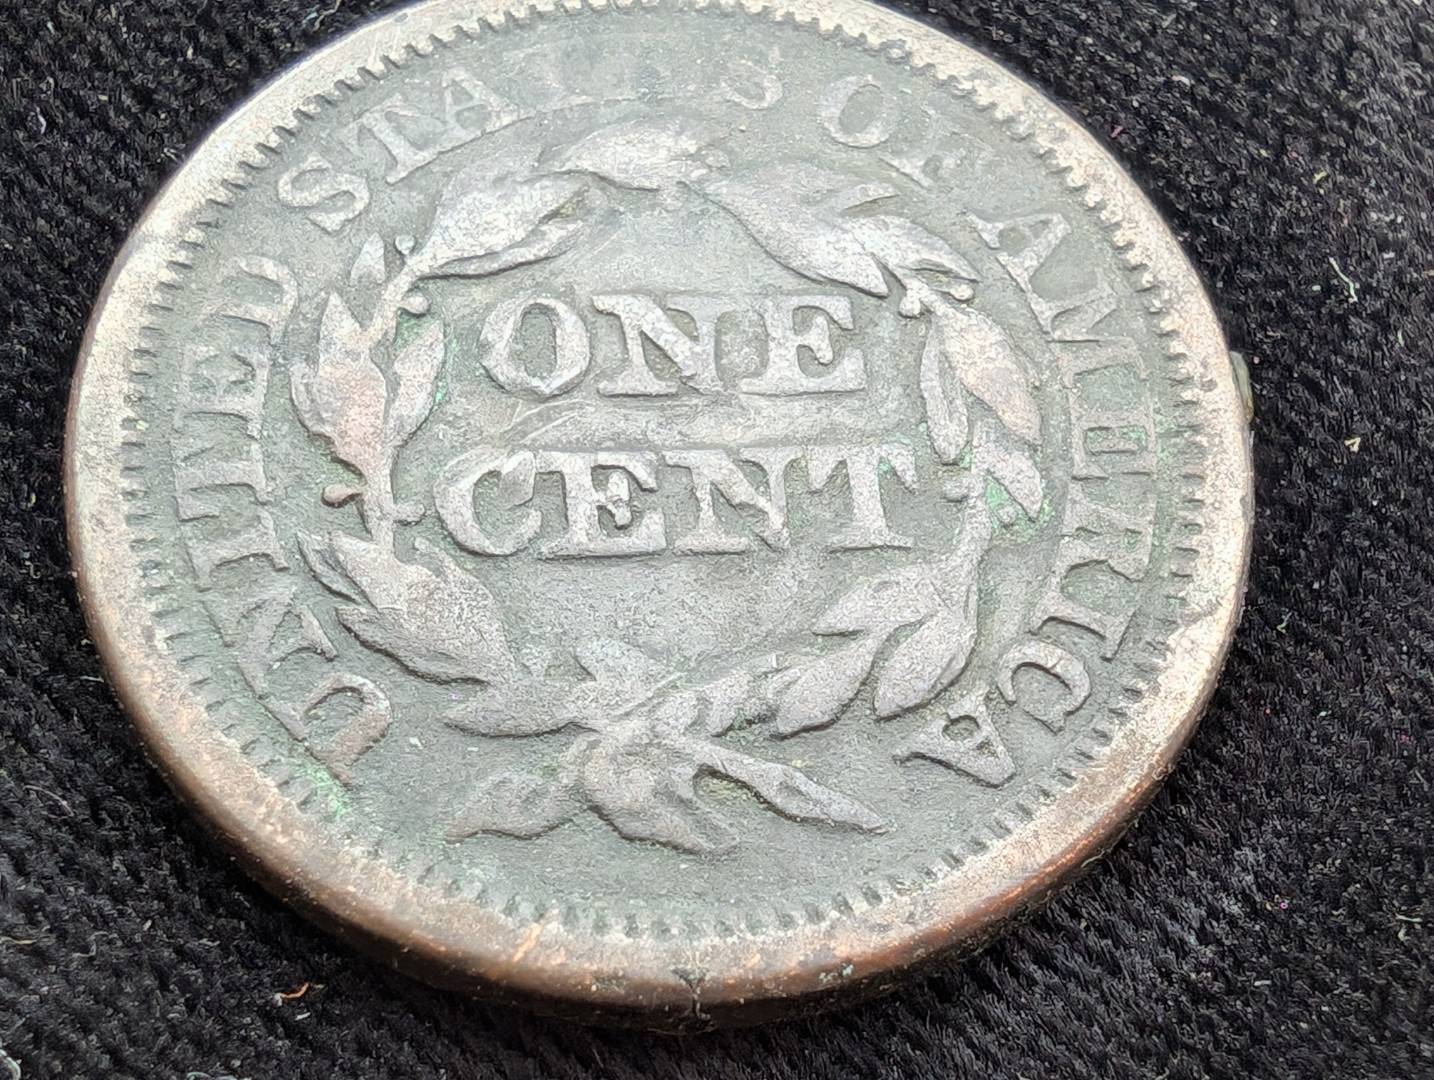 UNITED STATES OF AMERICA
ONE
CENT